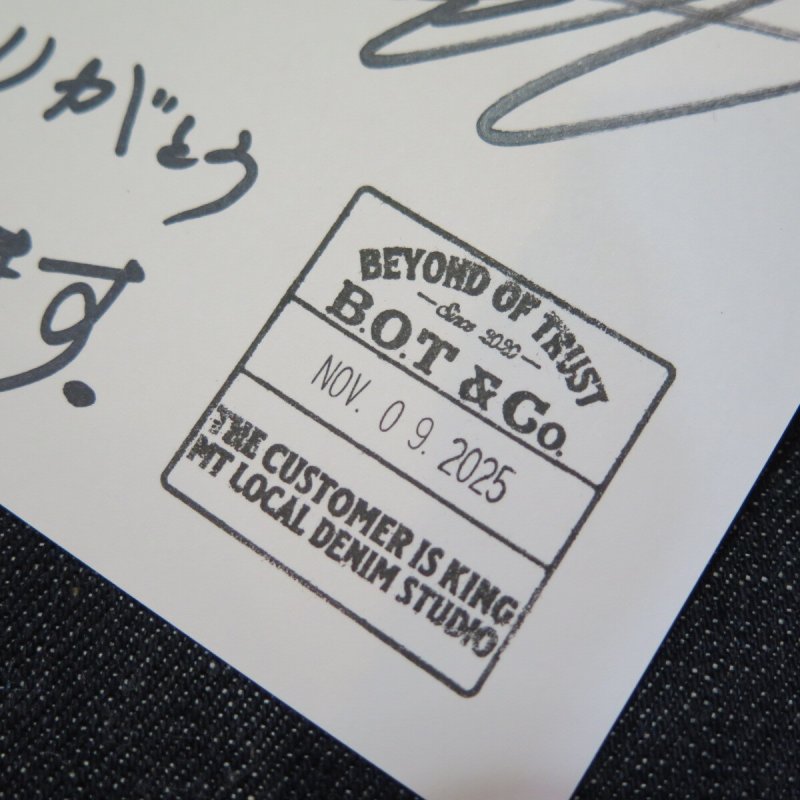 りがとう
ます.
BEYOND OF TRUST
Since 2020
B.O.T & Co.
NOV. 0 9. 2025
THE CUSTOMER IS KING
MT LOCAL DENIM STUDIO